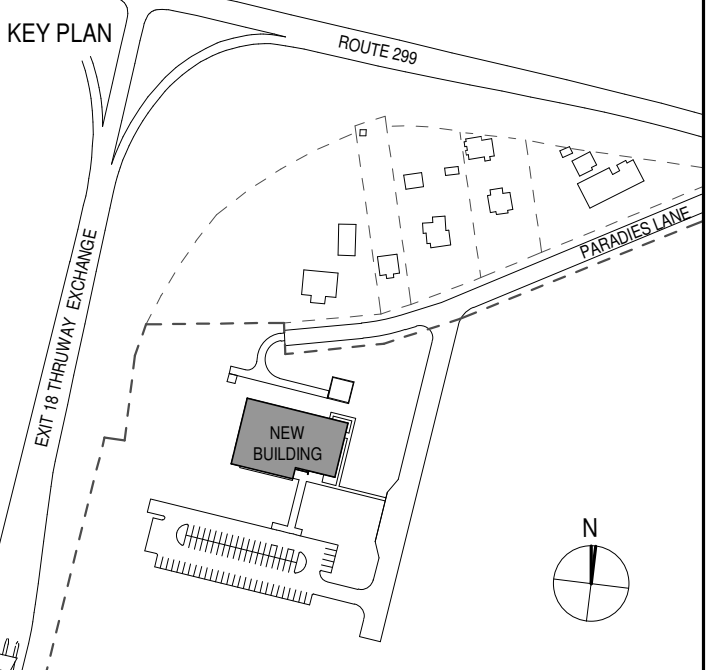 KEY PLAN
ROUTE 299
PARADIES LANE
EXIT 18 THRUWAY EXCHANGE
NEW
BUILDING
N